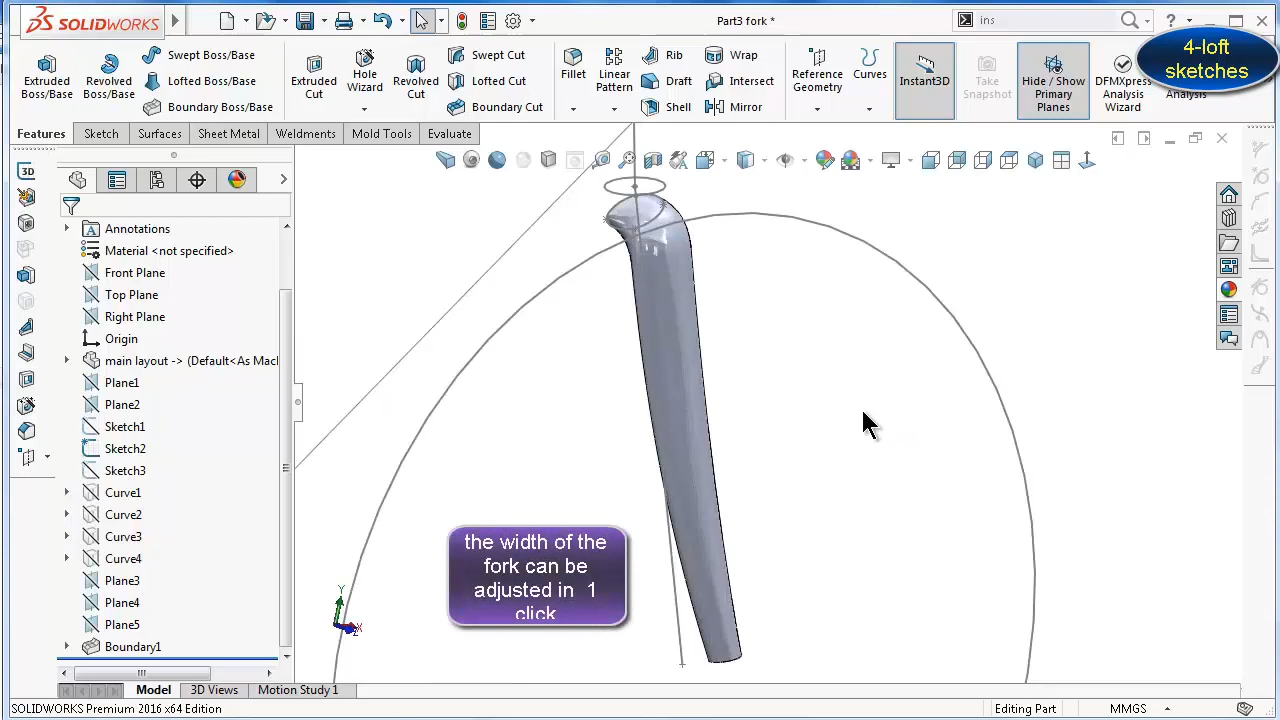 SOLIDWORKS
Part3 fork *
ins
4-loft
sketches
Extruded
Boss/Base
Revolved
Boss/Base
Swept Boss/Base
Lofted Boss/Base
Boundary Boss/Base
Extruded
Cut
Hole
Wizard
Revolved
Cut
Swept Cut
Lofted Cut
Boundary Cut
Fillet
Linear
Pattern
Rib
Draft
Shell
Wrap
Intersect
Mirror
Reference
Geometry
Curves
Instant3D
Take
Snapshot
Hide / Show
Primary
Planes
DFMXpress
Analysis
Wizard
Analysis
Features
Sketch
Surfaces
Sheet Metal
Weldments
Mold Tools
Evaluate
3D
Annotations
Material <not specified>
Front Plane
Top Plane
Right Plane
Origin
main layout -> (Default<As Mach
Plane1
Plane2
Sketch1
Sketch2
Sketch3
Curve1
Curve2
Curve3
Curve4
Plane3
Plane4
Plane5
Boundary1
the width of the
fork can be
adjusted in 1
click
Y
X
Z
Model
3D Views
Motion Study 1
SOLIDWORKS Premium 2016 x64 Edition
Editing Part
MMGS